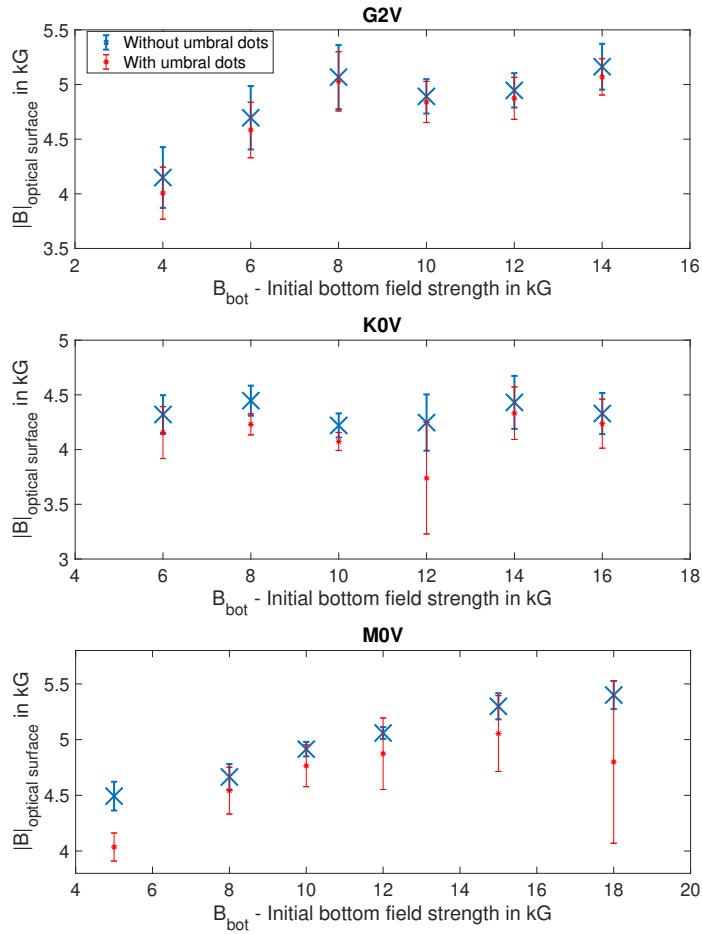 G2V
Without umbral dots
With umbral dots
5.5
5
4.5
4
3.5
|B|optical surface in kG
2 4 6 8 10 12 14 16
Bbot - Initial bottom field strength in kG
K0V
5
4.5
4
3.5
3
|B|optical surface in kG
4 6 8 10 12 14 16 18
Bbot - Initial bottom field strength in kG
M0V
5.5
5
4.5
4
|B|optical surface in kG
4 6 8 10 12 14 16 18 20
Bbot - Initial bottom field strength in kG